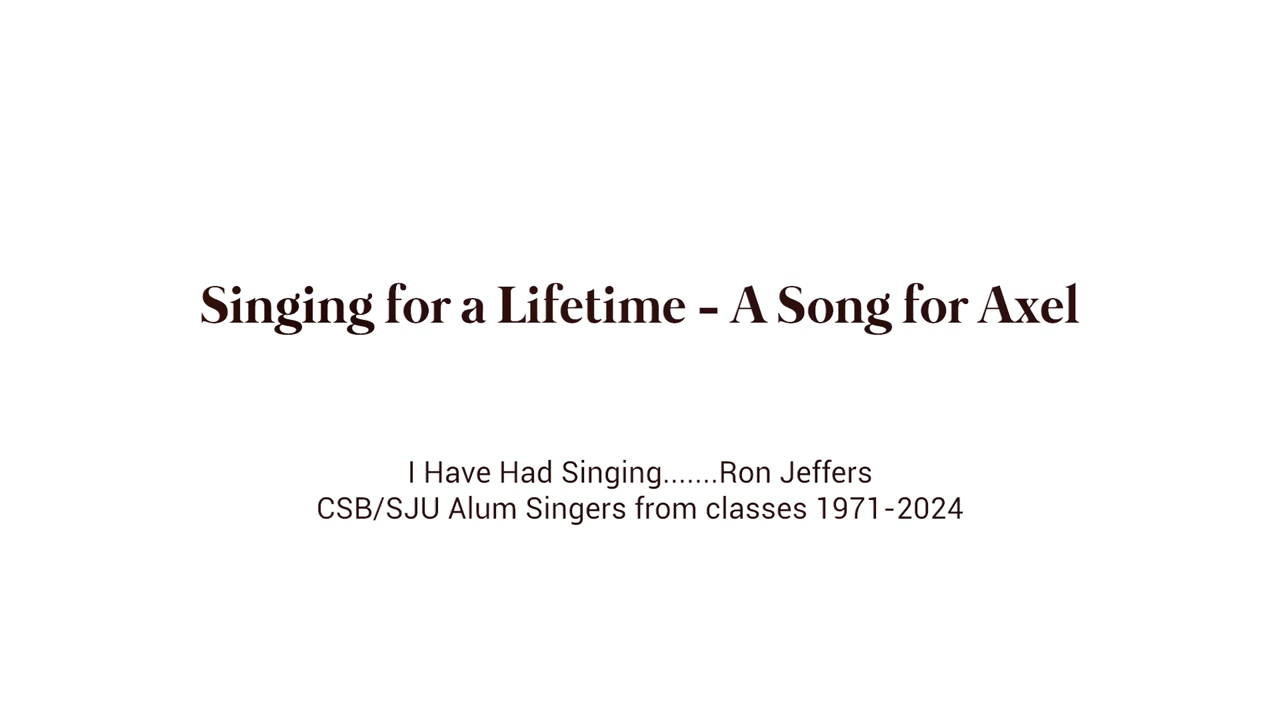 Singing for a Lifetime - A Song for Axel
I Have Had Singing.......Ron Jeffers
CSB/SJU Alum Singers from classes 1971-2024